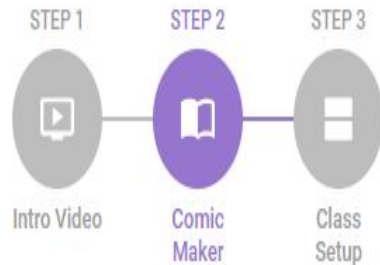 STEP 1
STEP 2
STEP 3
Intro Video
Comic
Maker
Class
Setup